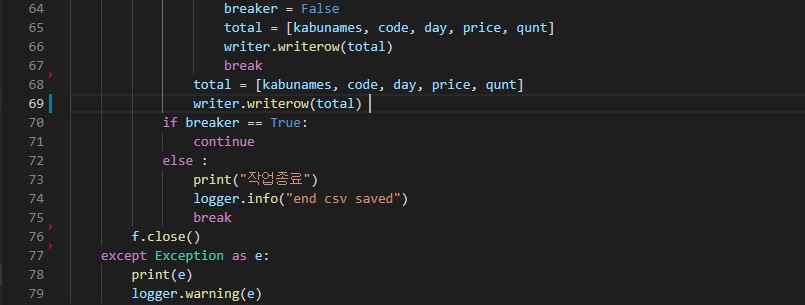 64 breaker = False
65 total = [kabunames, code, day, price, qunt]
66 writer.writerow(total)
67 break
68 total = [kabunames, code, day, price, qunt]
69 writer.writerow(total)
70 if breaker == True:
71 continue
72 else :
73 print("작업종료")
74 logger.info("end csv saved")
75 break
76 f.close()
77 except Exception as e:
78 print(e)
79 logger.warning(e)